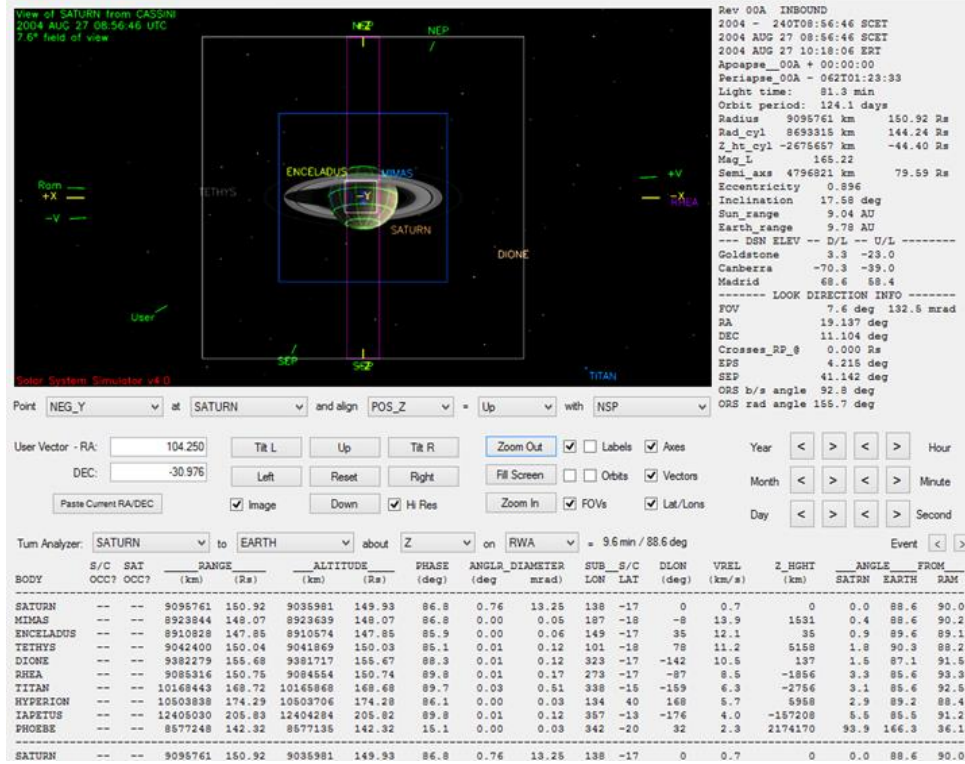 View of SATURN from CASSINI
2004 AUG 27 08:56:46 UTC
7.6° field of view
NEP
NEP
ENCELADUS
MIMAS
TETHYS
Ram
+X
-V
-Y
+V
-X
RHEA
SATURN
DIONE
User
SEP
TITAN
Solar System Simulator v4.0
Rev 00A INBOUND
2004 - 240T08:56:46 SCET
2004 AUG 27 08:56:46 SCET
2004 AUG 27 10:18:06 ERT
Apoapse__00A + 00:00:00
Periapse_00A - 062T01:23:33
Light time: 81.3 min
Orbit period: 124.1 days
Radius 9095761 km 150.92 Rs
Rad_cyl 8693315 km 144.24 Rs
Z_ht_cyl -2675657 km -44.40 Rs
Mag_L 165.22
Semi_axs 4796821 km 79.59 Rs
Eccentricity 0.896
Inclination 17.58 deg
Sun_range 9.04 AU
Earth_range 9.78 AU
--- DSN ELEV -- D/L -- U/L --------
Goldstone 3.3 -23.0
Canberra -70.3 -39.0
Madrid 68.6 58.4
------- LOOK DIRECTION INFO -------
FOV 7.6 deg 132.5 mrad
RA 19.137 deg
DEC 11.104 deg
Crosses_RP_@ 0.000 Rs
EPS 4.215 deg
SEP 41.142 deg
ORS b/s angle 92.8 deg
ORS rad angle 155.7 deg
Point NEG_Y at SATURN and align POS_Z = Up with NSP
User Vector - RA: 104.250 Tilt L Up Tilt R Zoom Out Labels Axes Year < > < > Hour
DEC: -30.976 Left Reset Right Fill Screen Orbits Vectors Month < > < > Minute
Paste Current RA/DEC Image Down Hi Res Zoom In FOVs Lat/Lons Day < > < > Second
Turn Analyzer: SATURN to EARTH about Z on RWA = 9.6 min / 88.6 deg Event < >
S/C SAT RANGE ALTITUDE PHASE ANGLR_DIAMETER SUB_S/C DLON VREL Z_HGHT ANGLE FROM
BODY OCC? OCC? (km) (Rs) (km) (Rs) (deg) (deg mrad) LON LAT (deg) (km/s) (km) SATRN EARTH RAM
SATURN -- -- 9095761 150.92 9035981 149.93 86.8 0.76 13.25 138 -17 0 0.7 0 0.0 88.6 90.0
MIMAS -- -- 8923844 148.07 8923639 148.07 86.8 0.00 0.05 187 -18 -8 13.9 1531 0.4 88.6 90.2
ENCELADUS -- -- 8910828 147.85 8910574 147.85 85.9 0.00 0.06 149 -17 35 12.1 35 0.9 89.6 89.1
TETHYS -- -- 9042400 150.04 9041869 150.03 85.1 0.01 0.12 101 -18 78 11.2 5158 1.8 90.3 88.2
DIONE -- -- 9382279 155.68 9381717 155.67 88.3 0.01 0.12 323 -17 -142 10.5 137 1.5 87.1 91.5
RHEA -- -- 9085316 150.75 9084554 150.74 89.8 0.01 0.17 273 -17 -87 8.5 -1856 3.3 85.6 93.3
TITAN -- -- 10168443 168.72 10165868 168.68 89.7 0.03 0.51 338 -15 -159 6.3 -2756 3.1 85.6 92.5
HYPERION -- -- 10503838 174.29 10503706 174.28 86.1 0.00 0.03 134 40 168 5.7 5958 2.9 89.2 88.4
IAPETUS -- -- 12405030 205.83 12404284 205.82 89.8 0.01 0.12 357 -13 -176 4.0 -157208 5.5 85.5 91.2
PHOEBE -- -- 8577248 142.32 8577135 142.32 15.1 0.00 0.03 342 -20 32 2.3 2174170 93.9 166.3 36.1
SATURN -- -- 9095761 150.92 9035981 149.93 86.8 0.76 13.25 138 -17 0 0.7 0 0.0 88.6 90.0